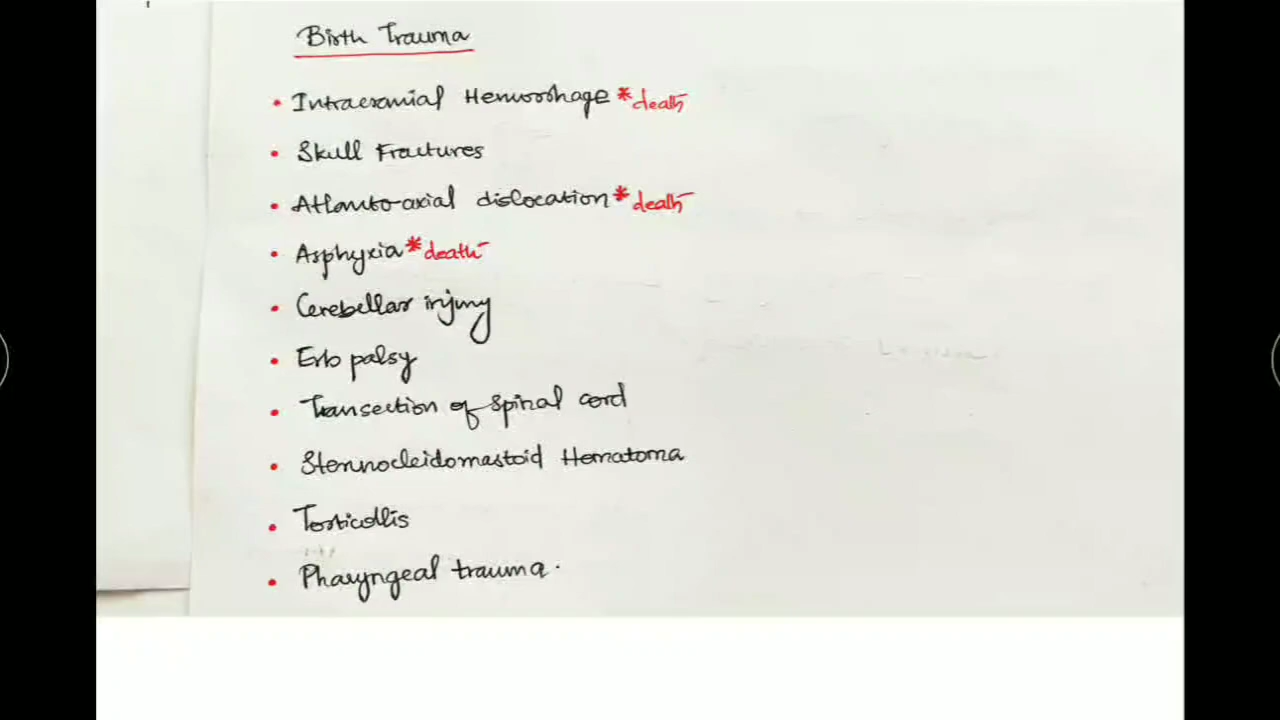 Birth Trauma
• Intracranial Hemorrhage *death
• Skull Fractures
• Atlanto-axial dislocation *death
• Asphyxia *death
• Cerebellar injury
• Erb palsy
• Transection of spinal cord
• Sternocleidomastoid Hematoma
• Torticollis
• Pharyngeal trauma.